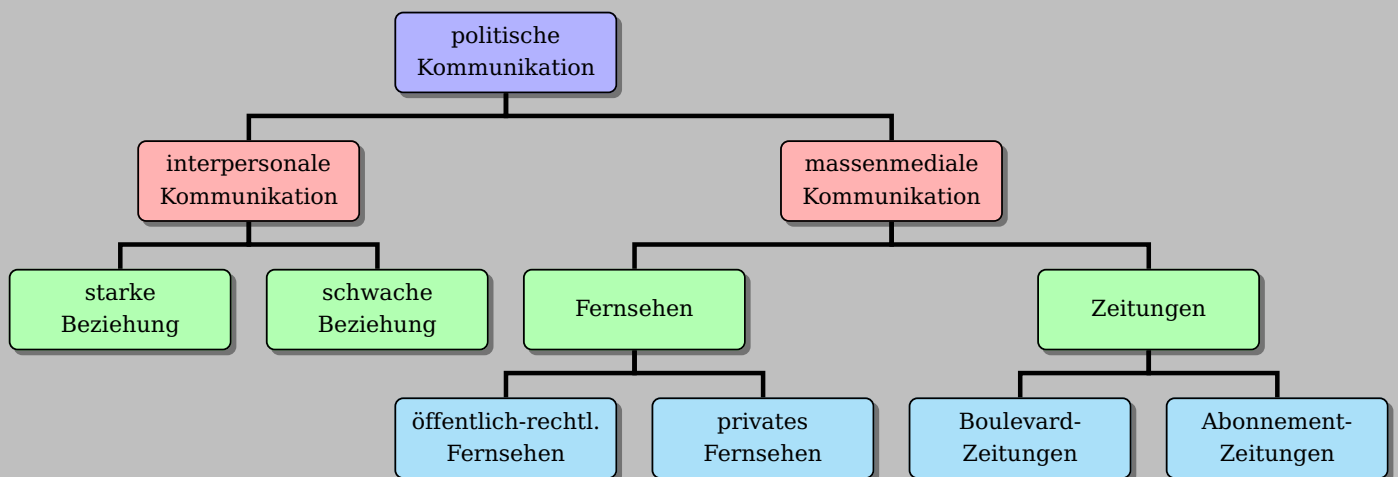 politische
Kommunikation
interpersonale
Kommunikation
massenmediale
Kommunikation
starke
Beziehung
schwache
Beziehung
Fernsehen
Zeitungen
öffentlich-rechtl.
Fernsehen
privates
Fernsehen
Boulevard-
Zeitungen
Abonnement-
Zeitungen